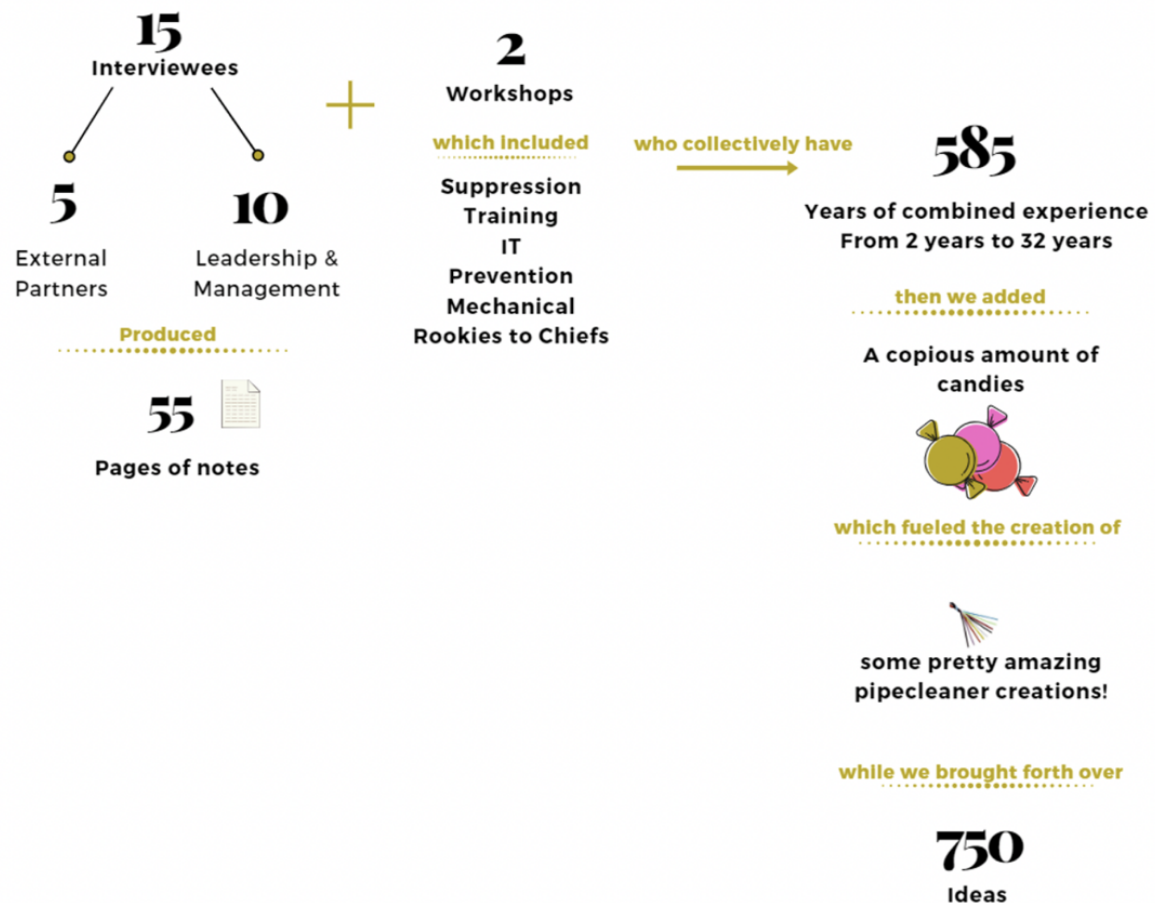 15
Interviewees
5
External
Partners
10
Leadership &
Management
Produced
55
Pages of notes
2
Workshops
which included
Suppression
Training
IT
Prevention
Mechanical
Rookies to Chiefs
who collectively have
585
Years of combined experience
From 2 years to 32 years
then we added
A copious amount of
candies
which fueled the creation of
some pretty amazing
pipecleaner creations!
while we brought forth over
750
Ideas